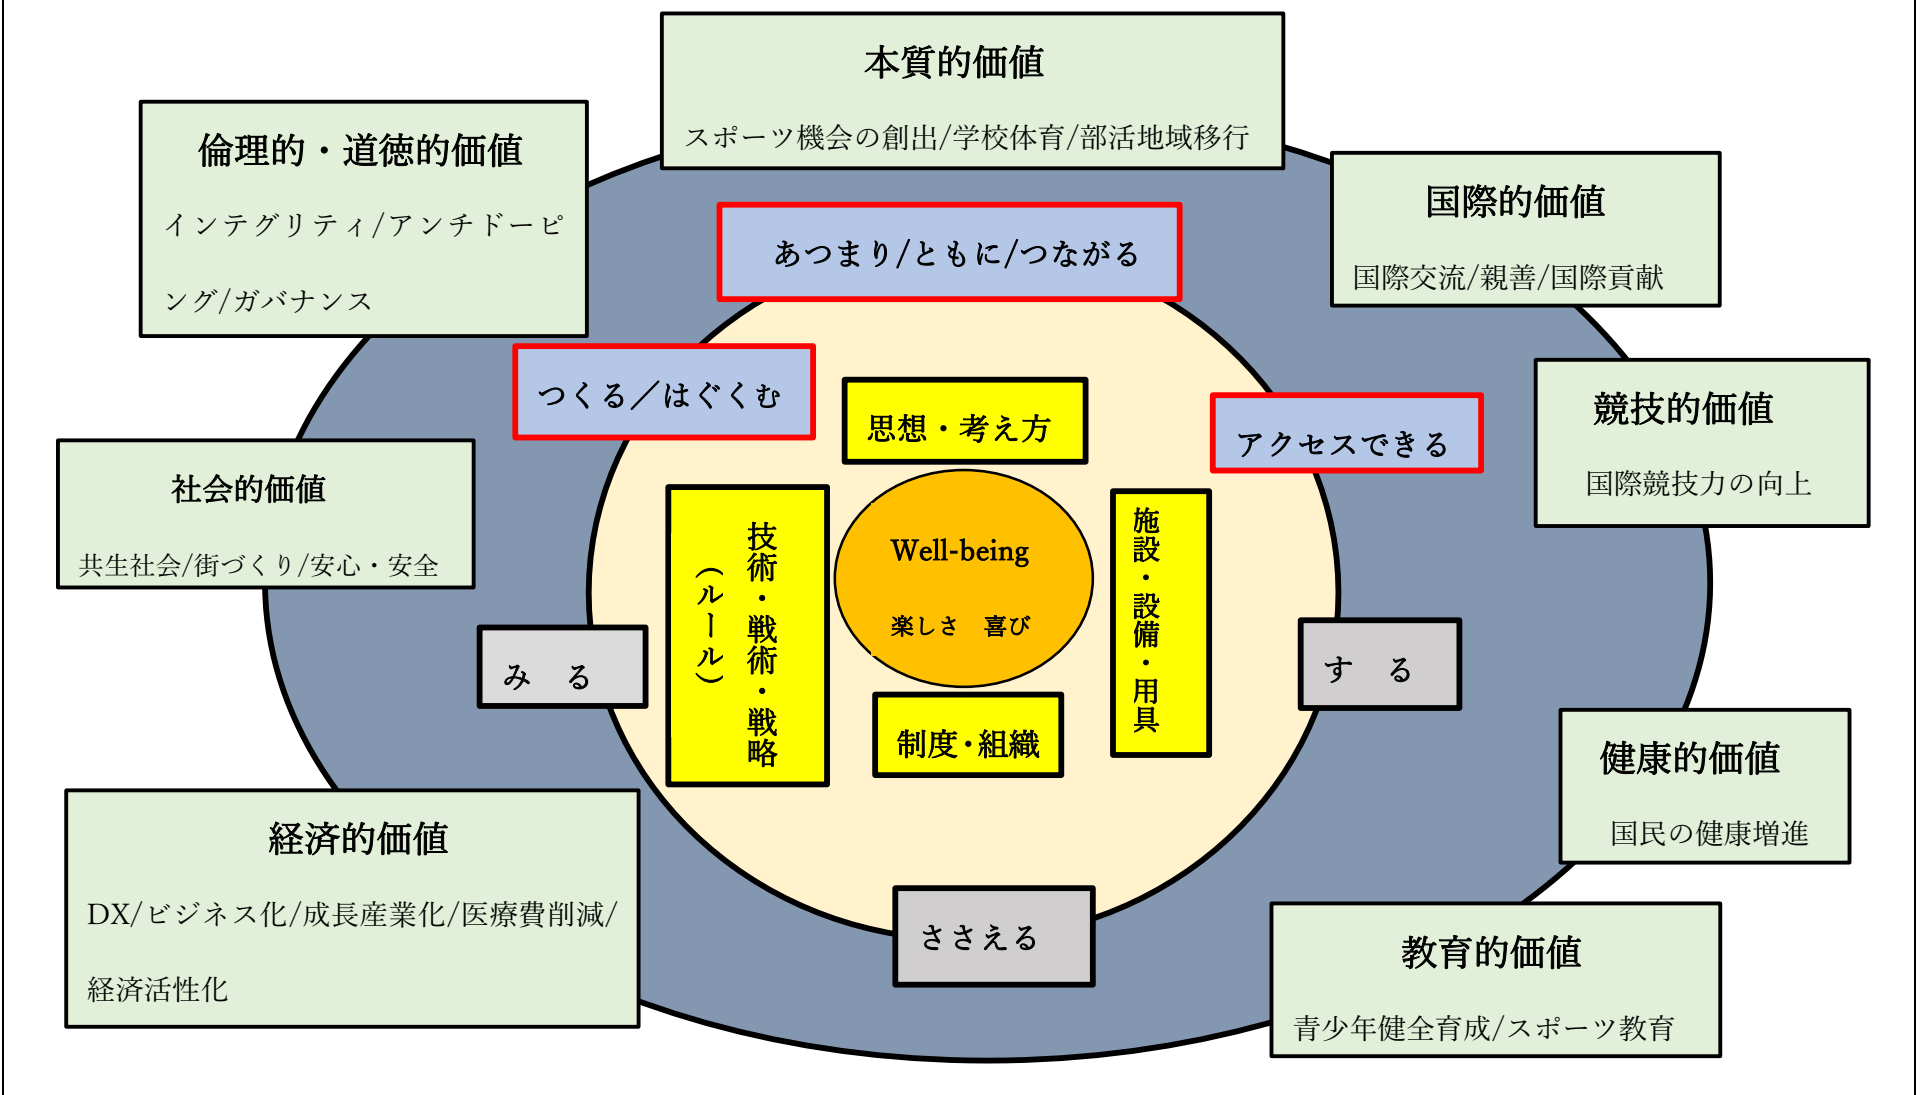 本質的価値
スポーツ機会の創出/学校体育/部活地域移行
倫理的・道徳的価値
インテグリティ/アンチドーピ
ング/ガバナンス
国際的価値
国際交流/親善/国際貢献
あつまり/ともに/つながる
つくる／はぐくむ
アクセスできる
競技的価値
国際競技力の向上
社会的価値
共生社会/街づくり/安心・安全
思想・考え方
技術・戦術・戦略
（ルール）
Well-being
楽しさ　喜び
施設・設備・用具
制度・組織
み　る
す　る
ささえる
健康的価値
国民の健康増進
経済的価値
DX/ビジネス化/成長産業化/医療費削減/
経済活性化
教育的価値
青少年健全育成/スポーツ教育